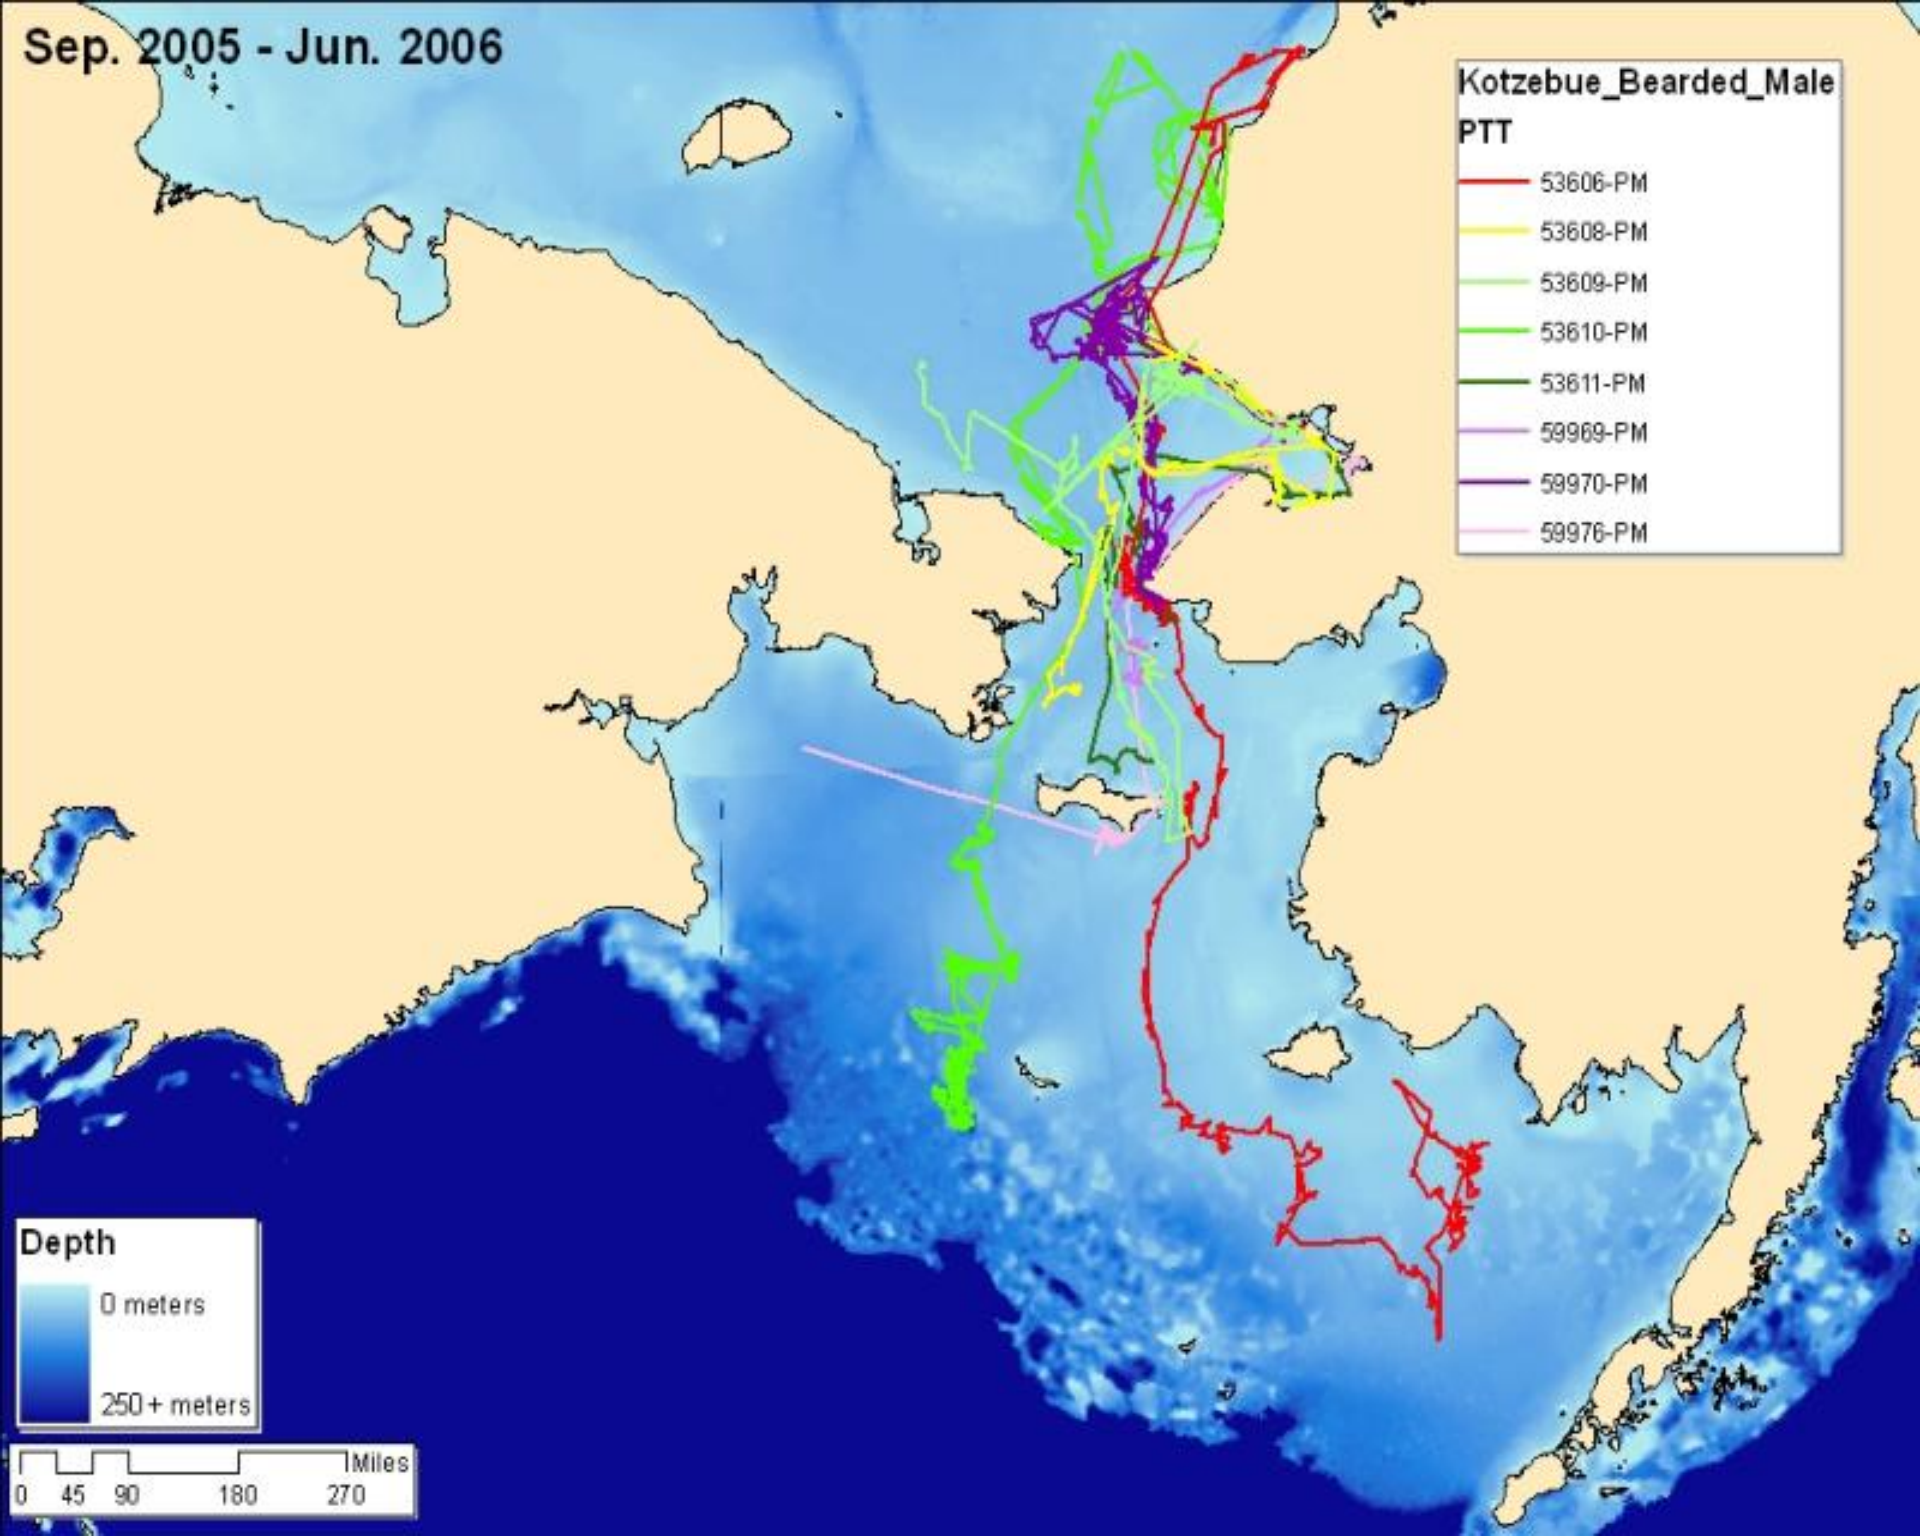 Sep. 2005 - Jun. 2006
Kotzebue_Bearded_Male
PTT
53606-PM
53608-PM
53609-PM
53610-PM
53611-PM
59969-PM
59970-PM
59976-PM
Depth
0 meters
250+ meters
Miles
0 45 90 180 270